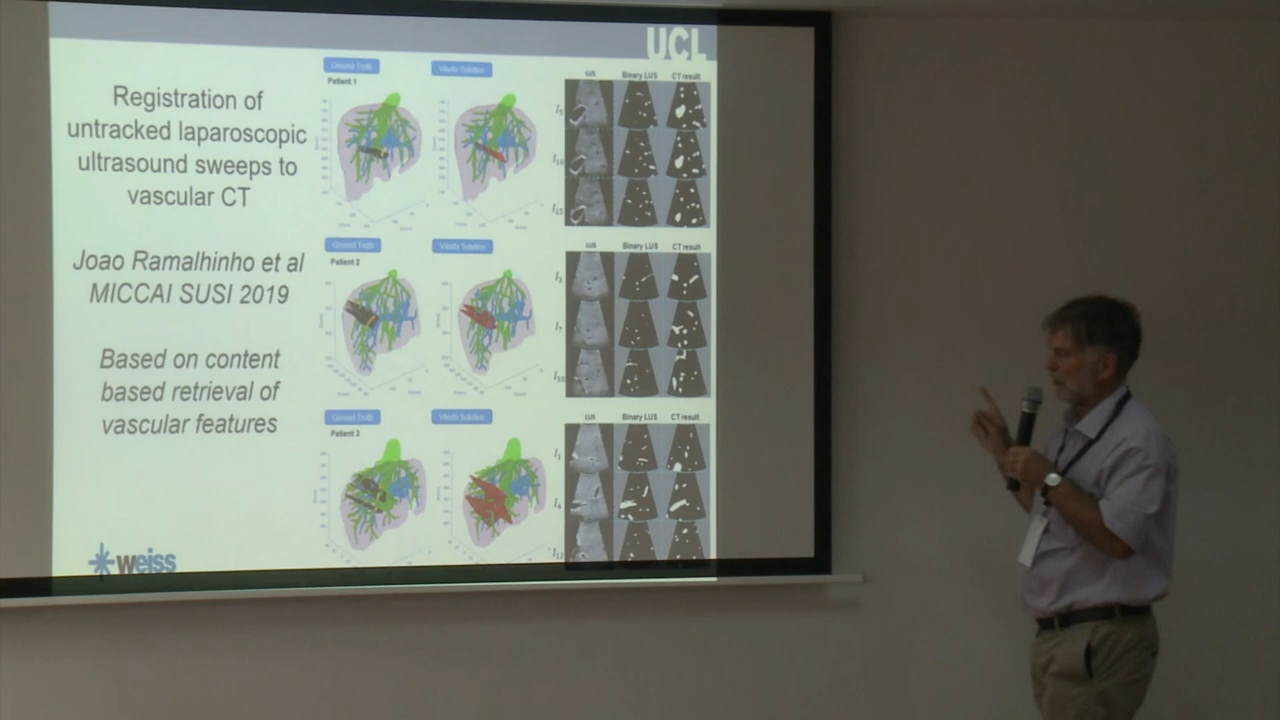 UCL
Registration of
untracked laparoscopic
ultrasound sweeps to
vascular CT
Joao Ramalhinho et al
MICCAI SUSI 2019
Based on content
based retrieval of
vascular features
weiss
Ground Truth
Viterbi Solution
Patient 1
LUS
Binary LUS
CT result
Ground Truth
Viterbi Solution
Patient 2
LUS
Binary LUS
CT result
Ground Truth
Viterbi Solution
Patient 3
LUS
Binary LUS
CT result